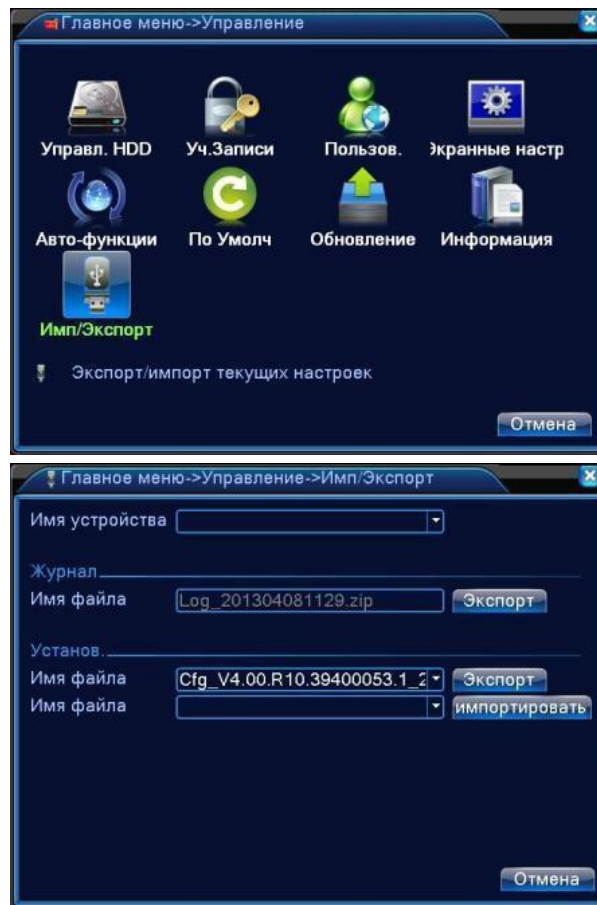 Главное меню->Управление
Управл. HDD Уч.Записи Пользов. Экранные настр
Авто-функции По Умолч Обновление Информация
Имп/Экспорт
Экспорт/импорт текущих настроек
Отмена
Главное меню->Управление->Имп/Экспорт
Имя устройства
Журнал
Имя файла Log_201304081129.zip Экспорт
Установ.
Имя файла Cfg_V4.00.R10.39400053.1_2 Экспорт
Имя файла импортировать
Отмена